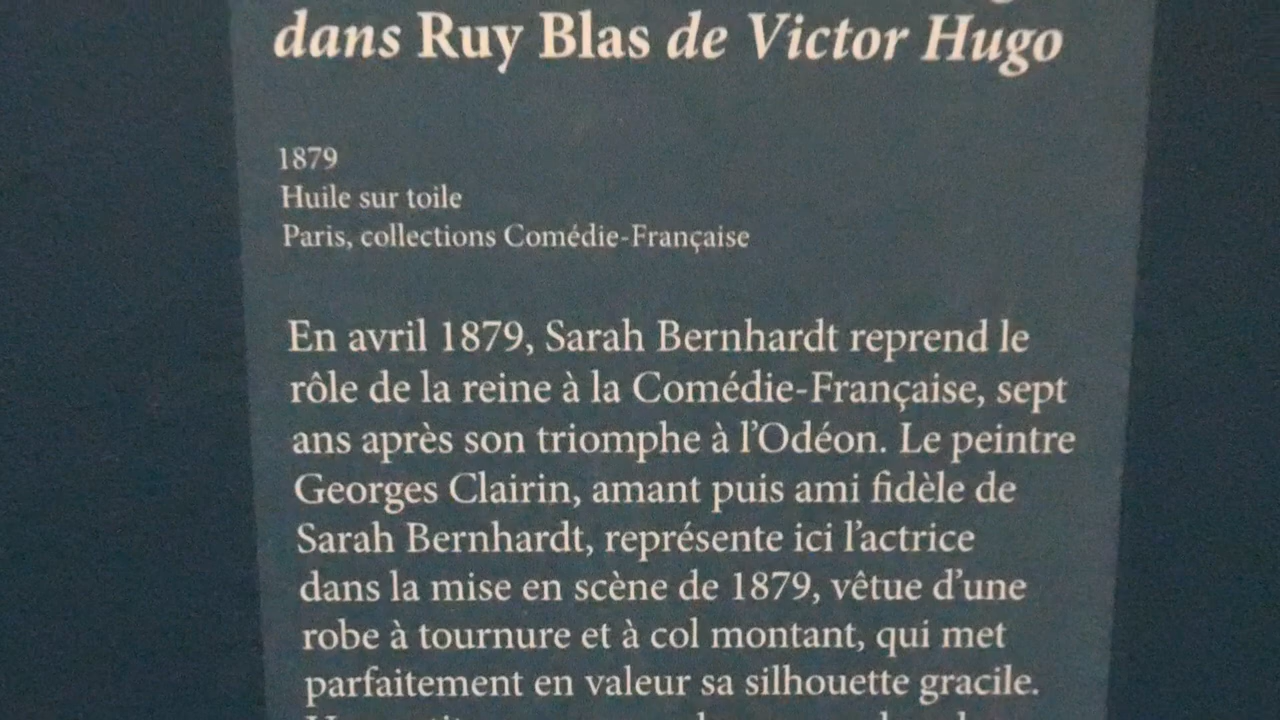 dans Ruy Blas de Victor Hugo
1879
Huile sur toile
Paris, collections Comédie-Française
En avril 1879, Sarah Bernhardt reprend le
rôle de la reine à la Comédie-Française, sept
ans après son triomphe à l'Odéon. Le peintre
Georges Clairin, amant puis ami fidèle de
Sarah Bernhardt, représente ici l'actrice
dans la mise en scène de 1879, vêtue d'une
robe à tournure et à col montant, qui met
parfaitement en valeur sa silhouette gracile.